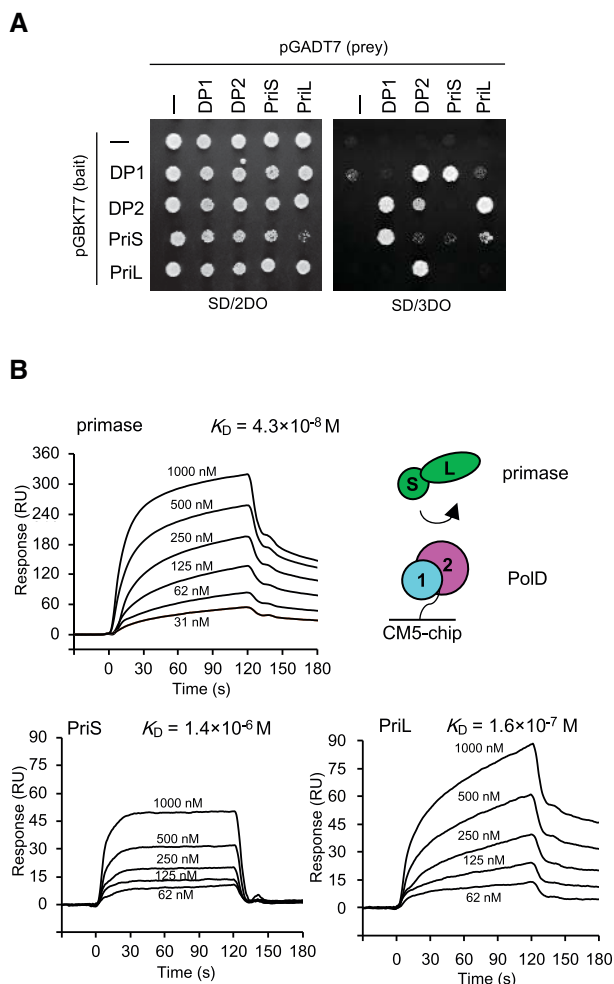 A
pGADT7 (prey)
— DP1 DP2 PriS PriL — DP1 DP2 PriS PriL
pGBKT7 (bait)
—
DP1
DP2
PriS
PriL
SD/2DO SD/3DO
B
primase K_D = 4.3×10⁻⁸ M
Response (RU)
360
300
240
180
120
60
0
1000 nM
500 nM
250 nM
125 nM
62 nM
31 nM
0 30 60 90 120 150 180
Time (s)
S L primase
1 2 PolD
CM5-chip
PriS K_D = 1.4×10⁻⁶ M
Response (RU)
90
75
60
45
30
15
0
1000 nM
500 nM
250 nM
125 nM
62 nM
0 30 60 90 120 150 180
Time (s)
PriL K_D = 1.6×10⁻⁷ M
Response (RU)
90
75
60
45
30
15
0
1000 nM
500 nM
250 nM
125 nM
62 nM
0 30 60 90 120 150 180
Time (s)